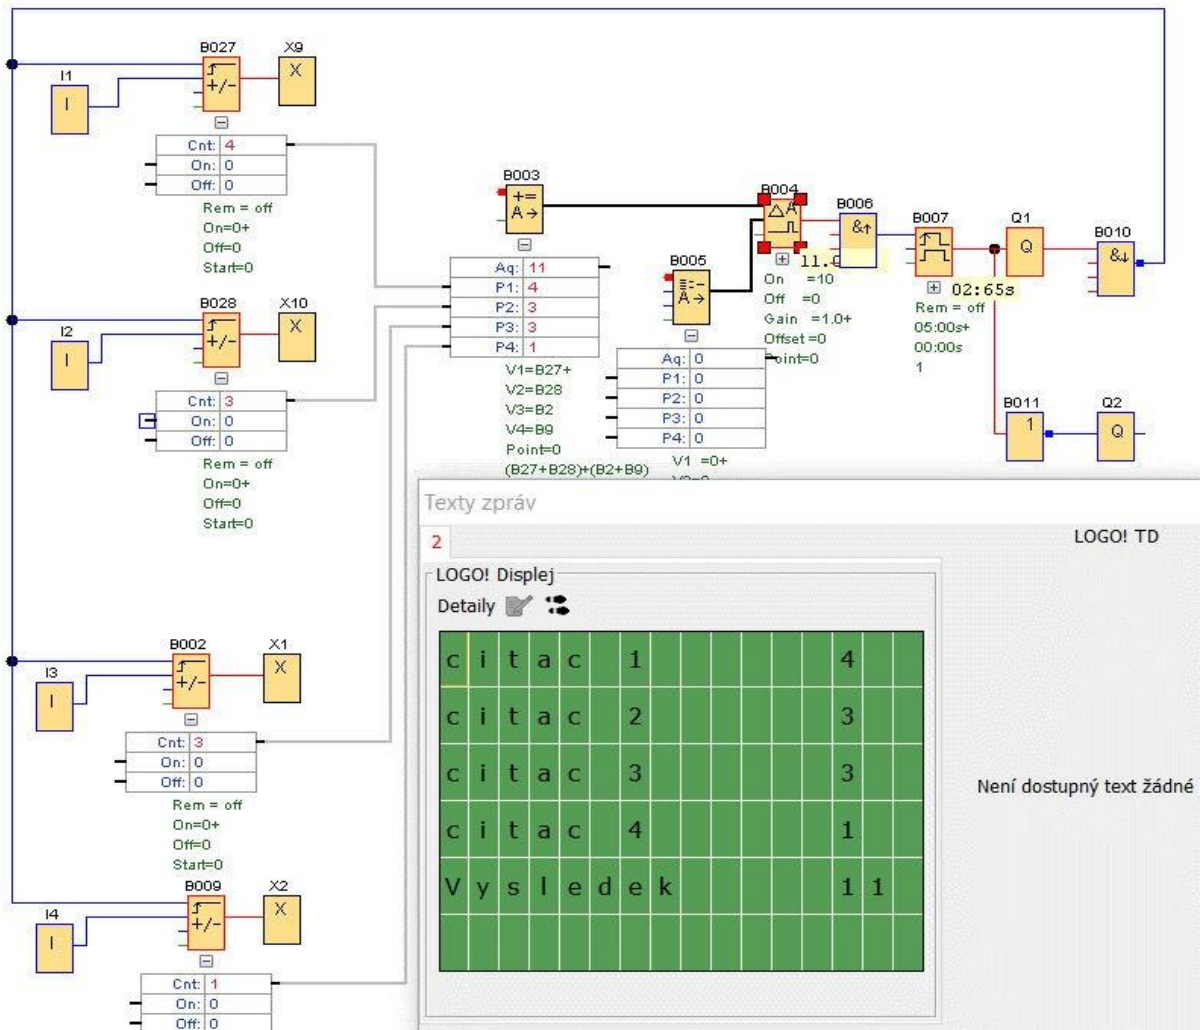 B027
X9
I1
I
+/-
X
Cnt: 4
On: 0
Off: 0
Rem = off
On=0+
Off=0
Start=0
B028
X10
I2
I
+/-
X
Cnt: 3
On: 0
Off: 0
Rem = off
On=0+
Off=0
Start=0
B002
X1
I3
I
+/-
X
Cnt: 3
On: 0
Off: 0
Rem = off
On=0+
Off=0
Start=0
B009
X2
I4
I
+/-
X
Cnt: 1
On: 0
Off: 0
B003
+=
A→
Aq: 11
P1: 4
P2: 3
P3: 3
P4: 1
V1=B27+
V2=B28
V3=B2
V4=B9
Point=0
(B27+B28)+(B2+B9)
B005
A→
Aq: 0
P1: 0
P2: 0
P3: 0
P4: 0
V1 =0+
B004
△A
On =10
Off =0
Gain =1.0+
Offset=0
Point=0
B006
&↑
B007
02:65s
Rem = off
05:00s+
00:00s
1
Q1
Q
B010
&↓
B011
1
Q2
Q
Texty zpráv
2
LOGO! TD
LOGO! Displej
Detaily
citac 1 4
citac 2 3
citac 3 3
citac 4 1
Vysledek 11
Není dostupný text žádné